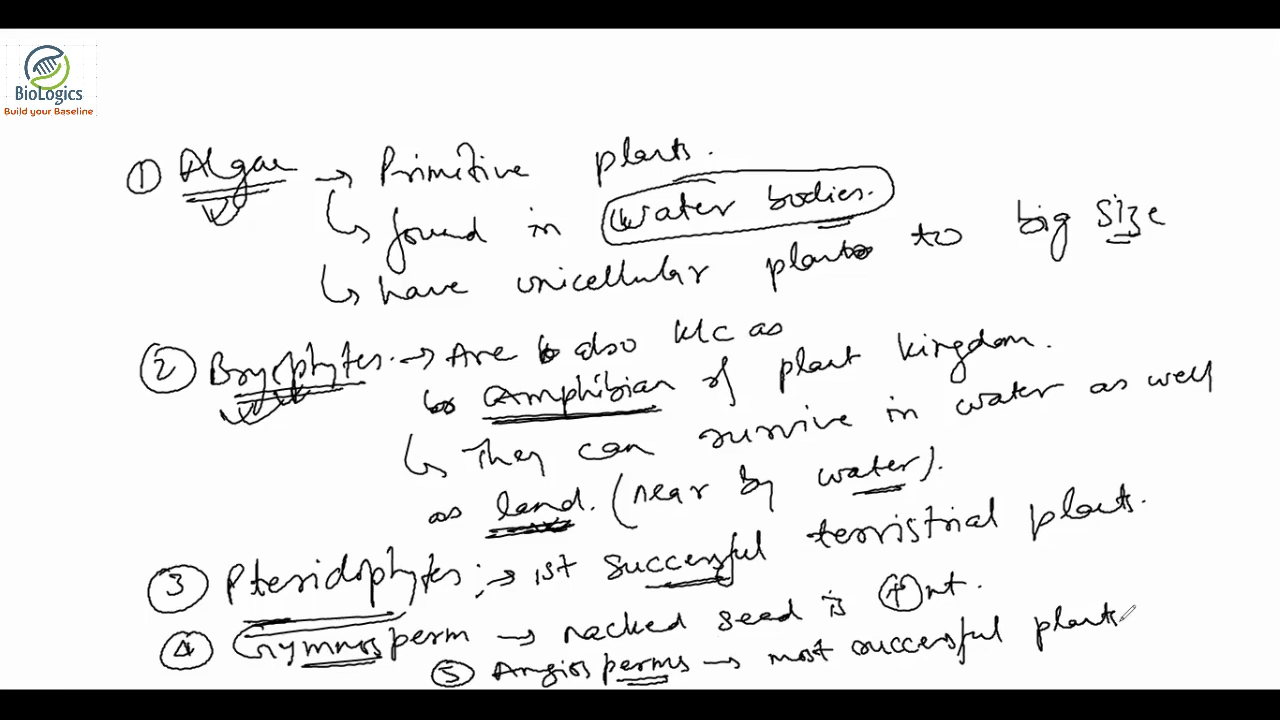 BioLogics
Build your Baseline
① Algae → Primitive plants.
↳ found in water bodies.
↳ have unicellular plants to big size
② Bryophytes. → Are also k/c as
↳ Amphibian of plant kingdom.
↳ They can survive in water as well
as land. (near by water).
③ Pteridophytes → 1st successful terristrial plants.
④ Gymnosperm → nacked seed is (+)nt.
⑤ Angiosperms → most successful plants